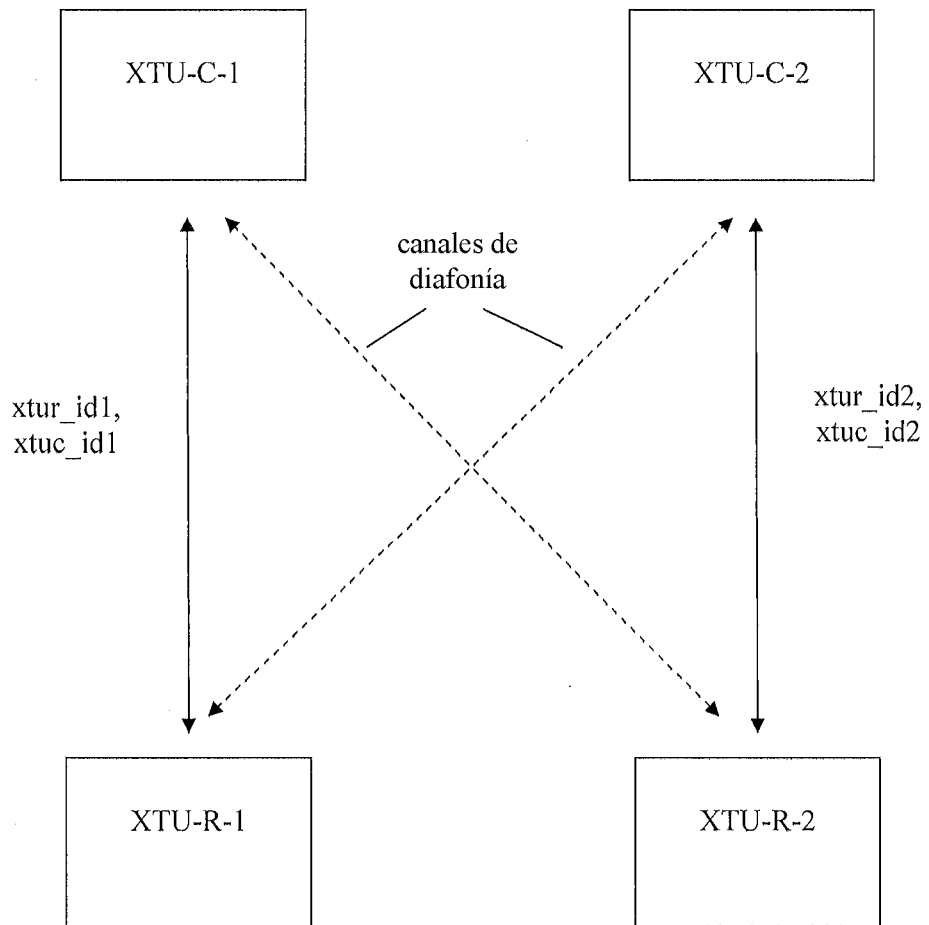 XTU-C-1
XTU-C-2
canales de
diafonía
xtur_id1,
xtuc_id1
xtur_id2,
xtuc_id2
XTU-R-1
XTU-R-2